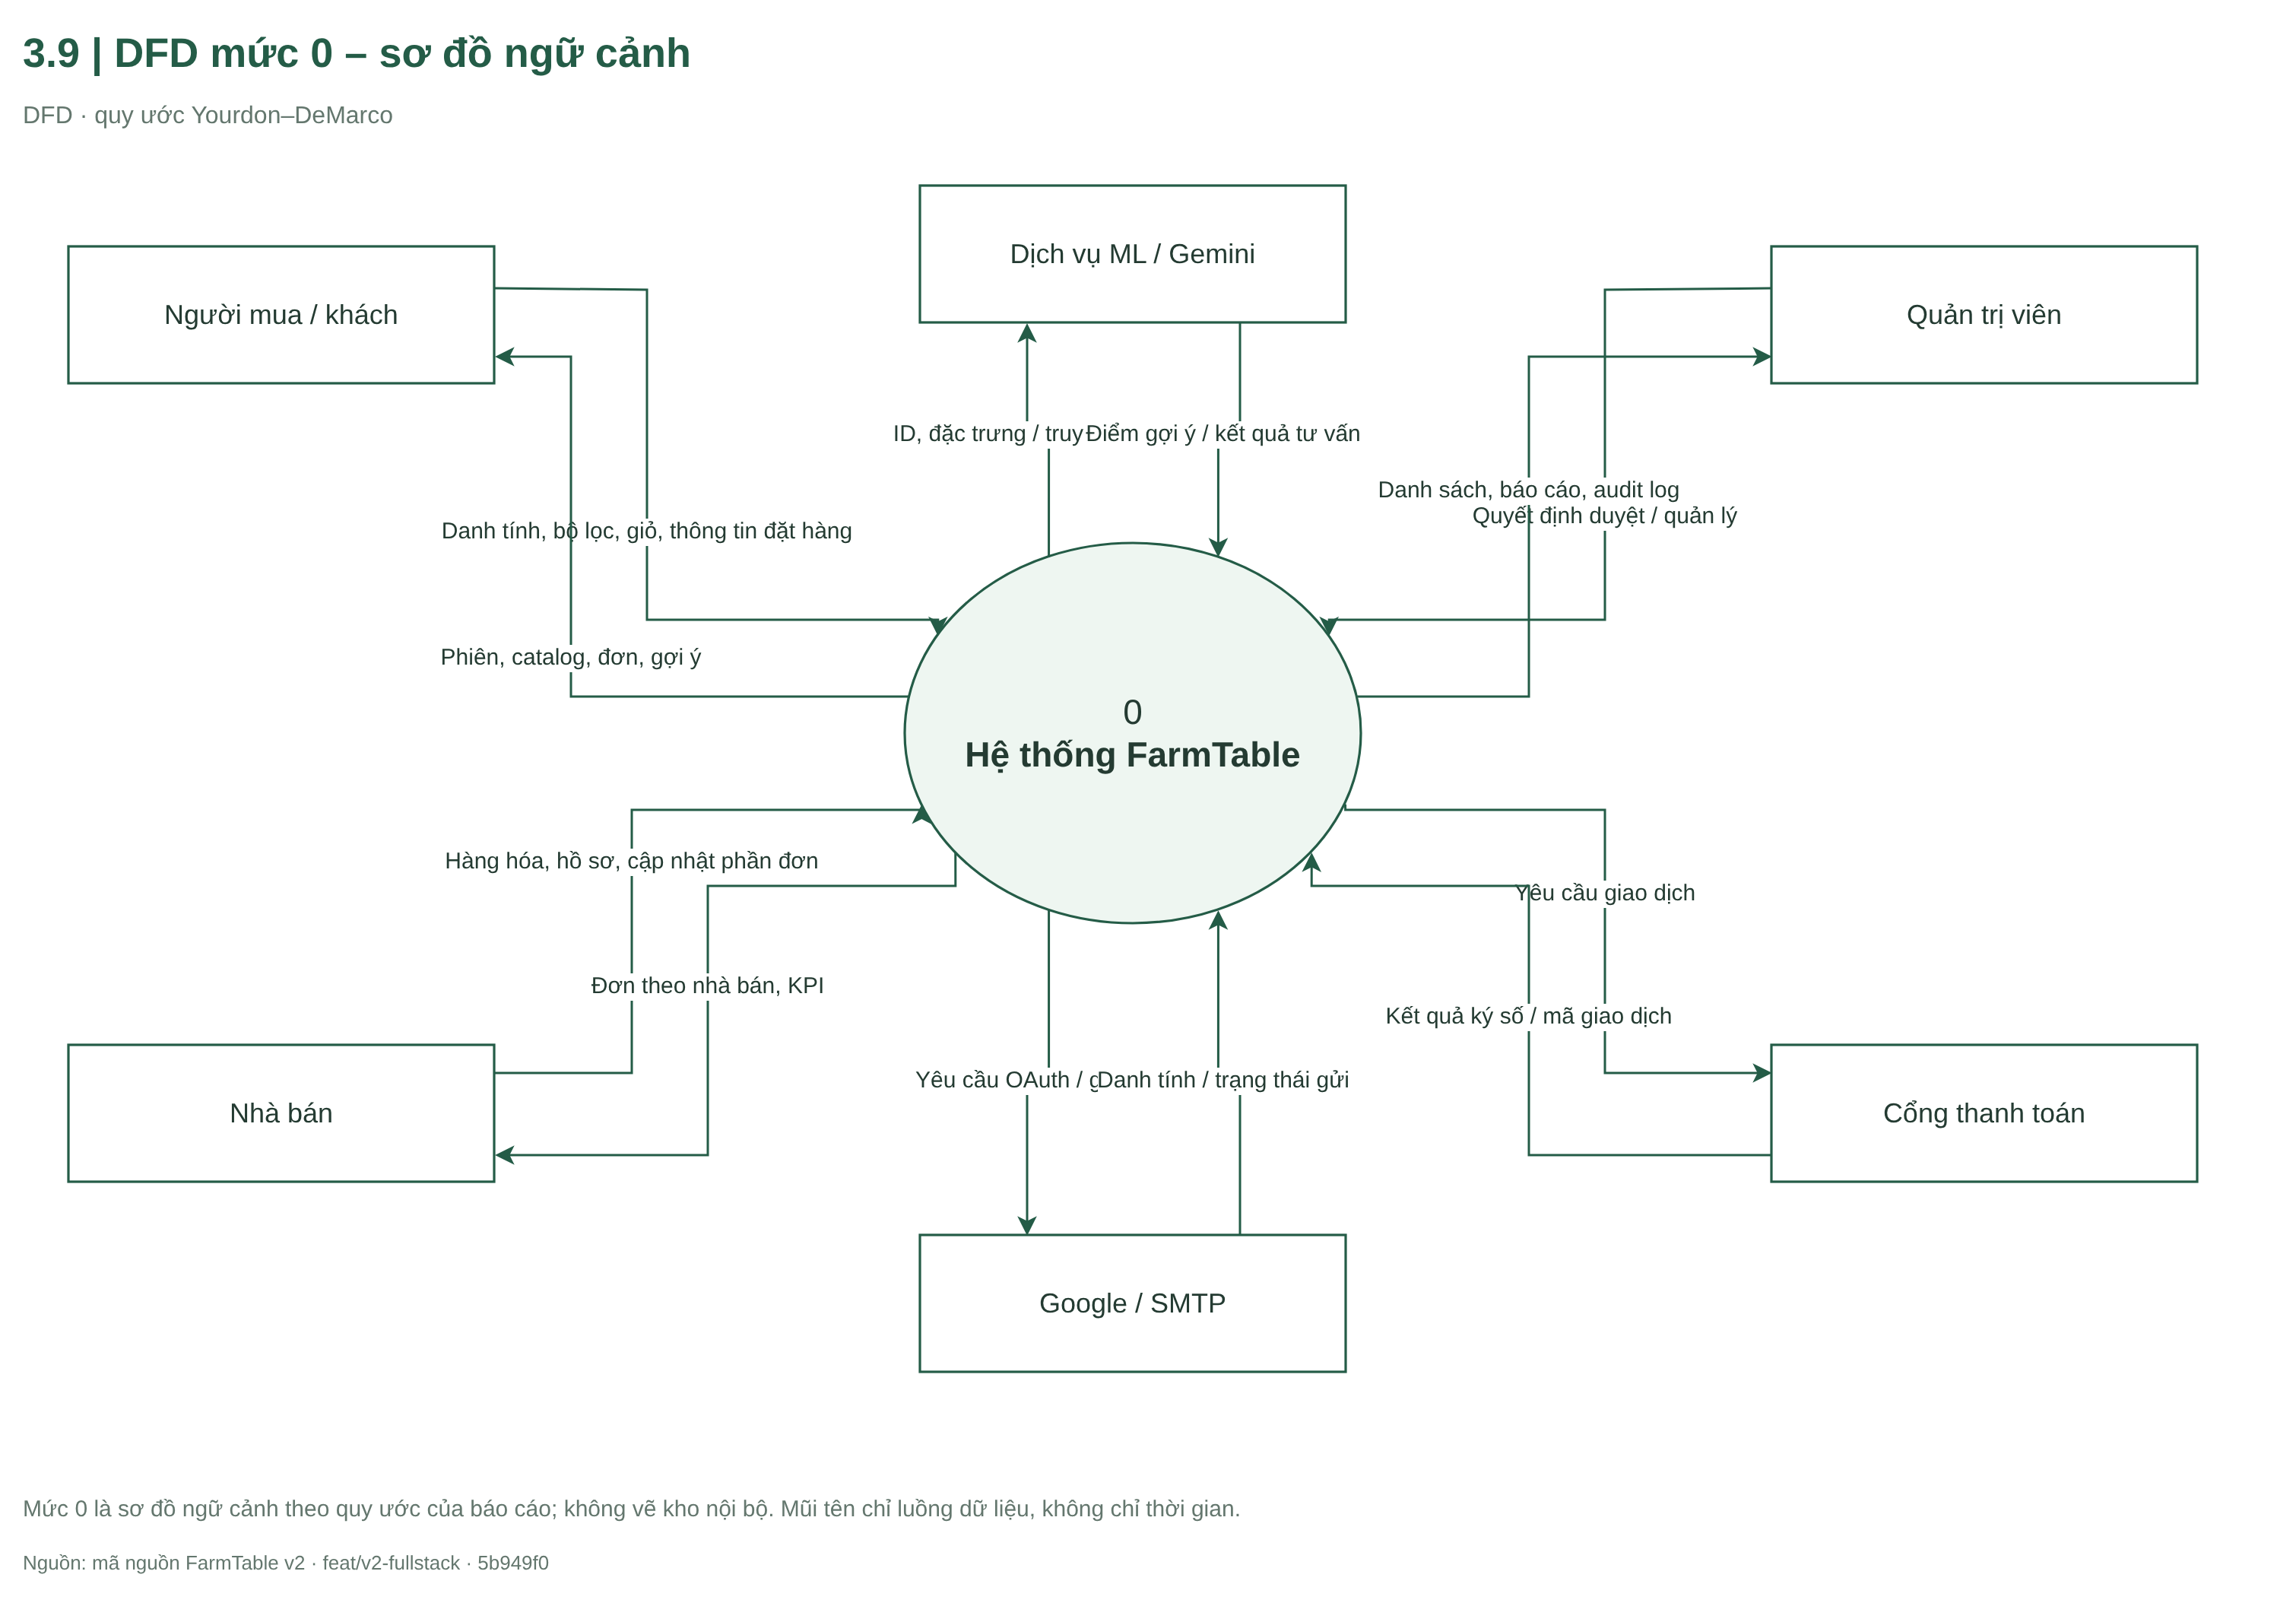 3.9 | DFD mức 0 – sơ đồ ngữ cảnh
DFD · quy ước Yourdon–DeMarco
Dịch vụ ML / Gemini
Người mua / khách
Quản trị viên
ID, đặc trưng / truy
Điểm gợi ý / kết quả tư vấn
Danh sách, báo cáo, audit log
Quyết định duyệt / quản lý
Danh tính, bộ lọc, giỏ, thông tin đặt hàng
Phiên, catalog, đơn, gợi ý
0
Hệ thống FarmTable
Hàng hóa, hồ sơ, cập nhật phần đơn
Yêu cầu giao dịch
Đơn theo nhà bán, KPI
Kết quả ký số / mã giao dịch
Yêu cầu OAuth /
Danh tính / trạng thái gửi
Nhà bán
Cổng thanh toán
Google / SMTP
Mức 0 là sơ đồ ngữ cảnh theo quy ước của báo cáo; không vẽ kho nội bộ. Mũi tên chỉ luồng dữ liệu, không chỉ thời gian.
Nguồn: mã nguồn FarmTable v2 · feat/v2-fullstack · 5b949f0